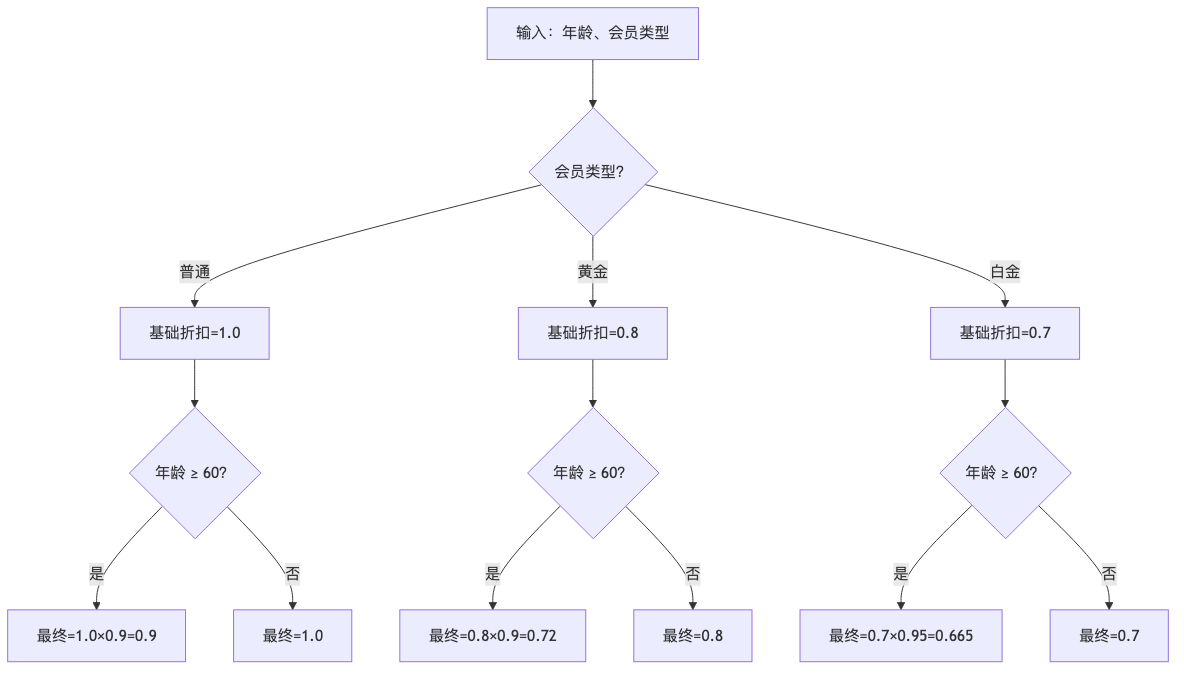 输入：年龄、会员类型
会员类型?
普通
黄金
白金
基础折扣=1.0
基础折扣=0.8
基础折扣=0.7
年龄 ≥ 60?
年龄 ≥ 60?
年龄 ≥ 60?
是
否
是
否
是
否
最终=1.0×0.9=0.9
最终=1.0
最终=0.8×0.9=0.72
最终=0.8
最终=0.7×0.95=0.665
最终=0.7